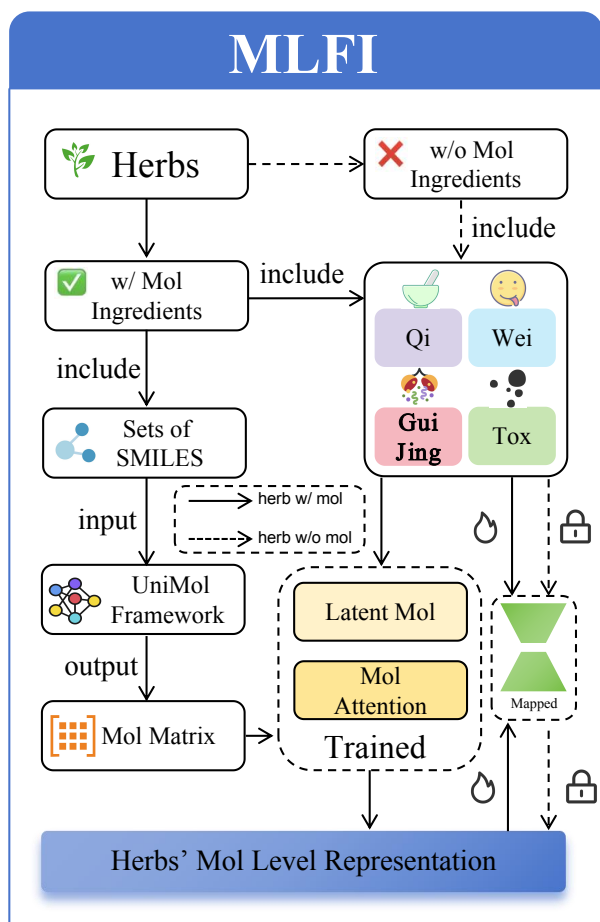 MLFI
Herbs
w/o Mol
Ingredients
include
w/ Mol
Ingredients
include
Qi
Wei
Gui
Jing
Tox
include
Sets of
SMILES
herb w/ mol
herb w/o mol
input
UniMol
Framework
Latent Mol
Mol
Attention
Trained
Mapped
output
Mol Matrix
Herbs' Mol Level Representation